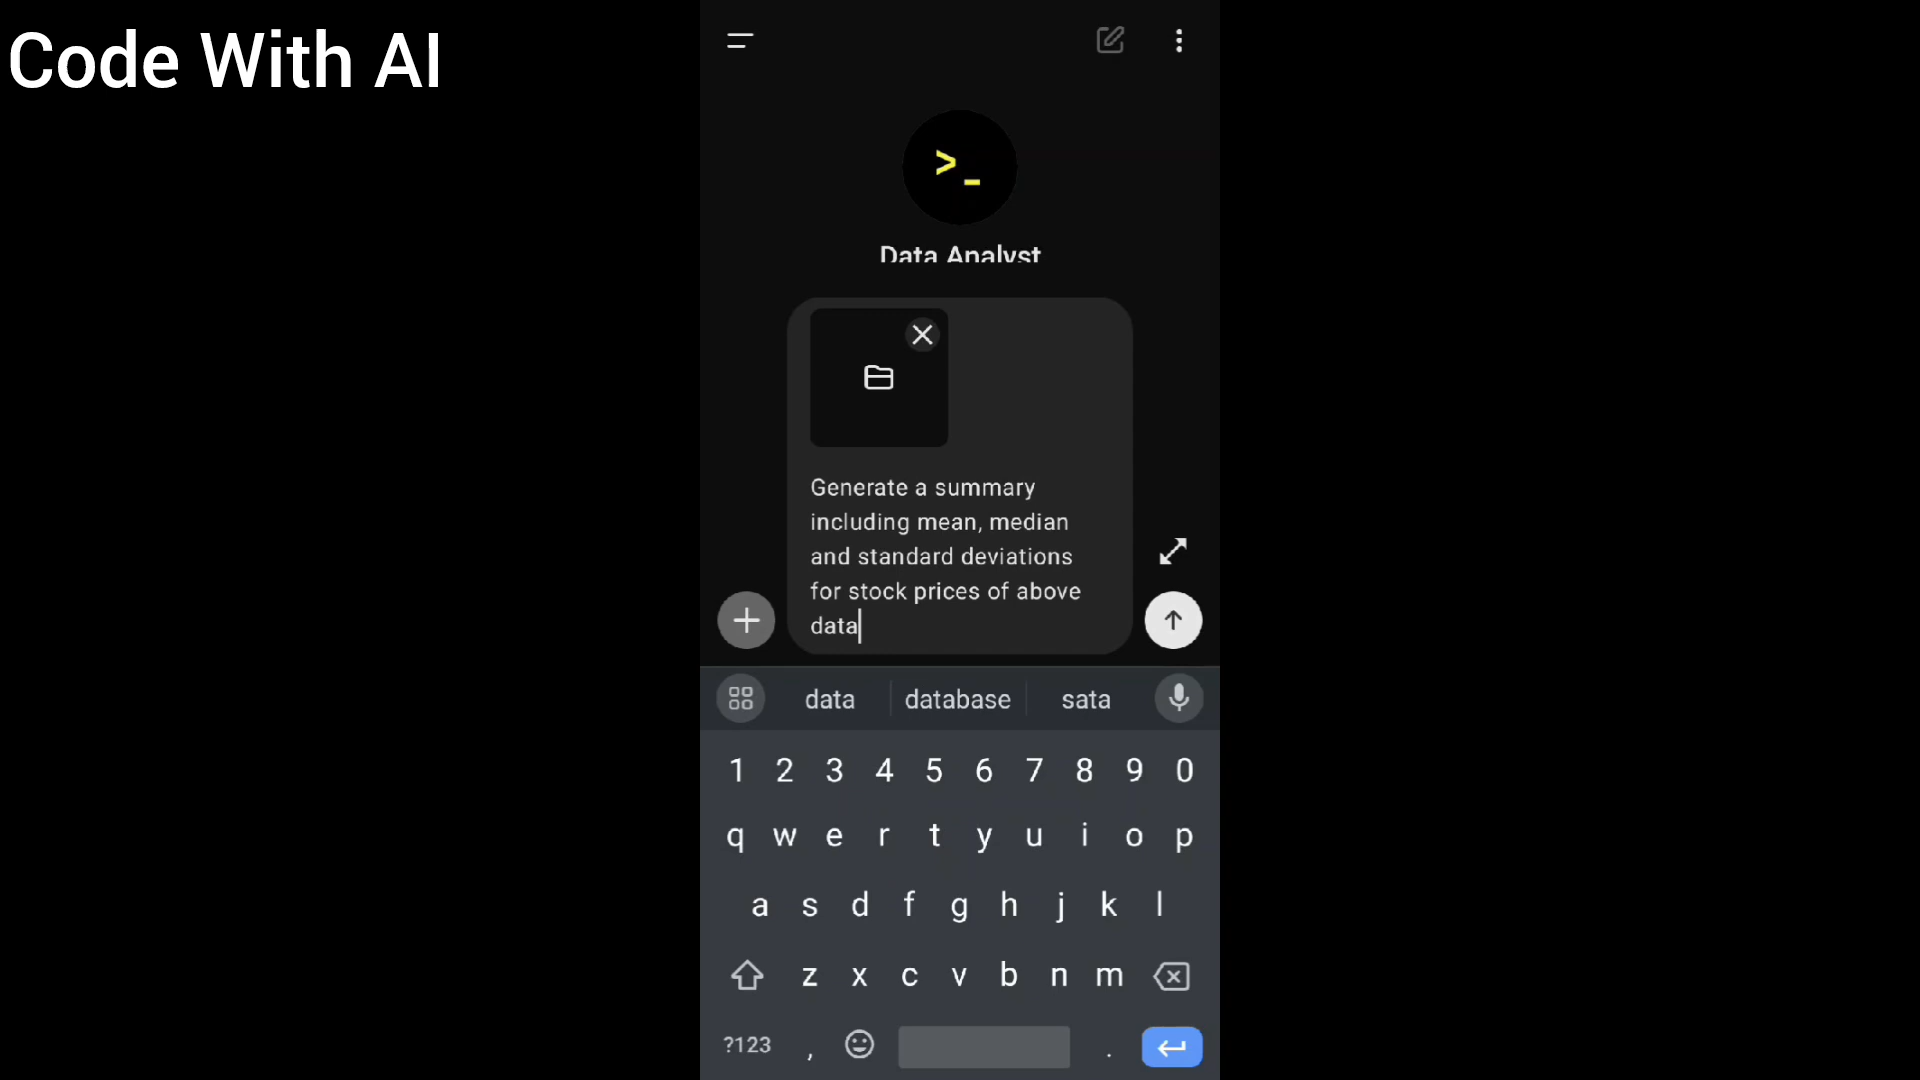 Code With AI
>_
Data Analyst
Generate a summary
including mean, median
and standard deviations
for stock prices of above
data
data database sata
1 2 3 4 5 6 7 8 9 0
q w e r t y u i o p
a s d f g h j k l
z x c v b n m
?123 , .